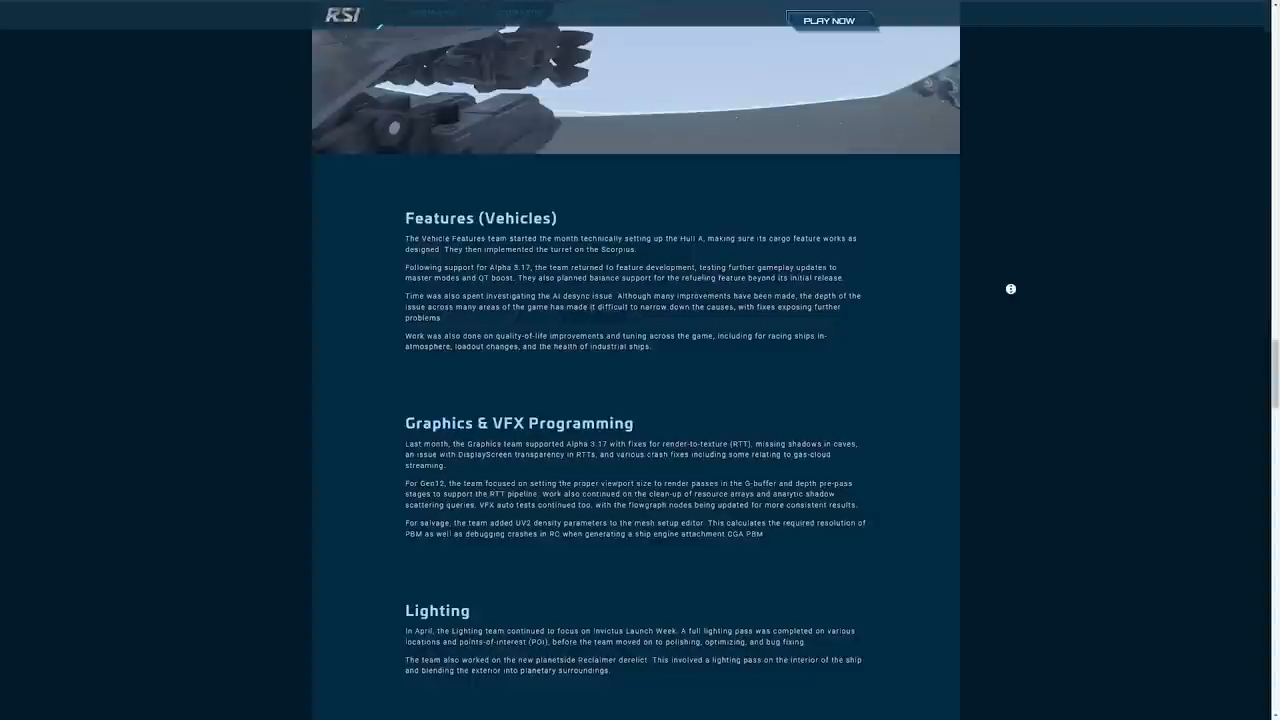 RSI
PLAY NOW
Features (Vehicles)
The Vehicle Features team started the month technically setting up the Hull A, making sure its cargo feature works as
designed. They then implemented the turret on the Scorpius.
Following support for Alpha 3.17, the team returned to feature development, testing further gameplay updates to
master modes and QT boost. They also planned balance support for the refueling feature beyond its initial release.
Time was also spent investigating the AI desync issue. Although many improvements have been made, the depth of the
issue across many areas of the game has made it difficult to narrow down the causes, with fixes exposing further
problems.
Work was also done on quality-of-life improvements and tuning across the game, including for racing ships in-
atmosphere, loadout changes, and the health of industrial ships.
Graphics & VFX Programming
Last month, the Graphics team supported Alpha 3.17 with fixes for render-to-texture (RTT), missing shadows in caves,
an issue with DisplayScreen transparency in RTTs, and various crash fixes including some relating to gas-cloud
streaming.
For Gen12, the team focused on setting the proper viewport size to render passes in the G-buffer and depth pre-pass
stages to support the RTT pipeline. Work also continued on the clean-up of resource arrays and analytic shadow
scattering queries. VFX auto tests continued too, with the flowgraph nodes being updated for more consistent results.
For salvage, the team added UV2 density parameters to the mesh setup editor. This calculates the required resolution of
PBM as well as debugging crashes in RC when generating a ship engine attachment CGA PBM
Lighting
In April, the Lighting team continued to focus on Invictus Launch Week. A full lighting pass was completed on various
locations and points-of-interest (POI), before the team moved on to polishing, optimizing, and bug fixing.
The team also worked on the new planetside Reclaimer derelict. This involved a lighting pass on the interior of the ship
and blending the exterior into planetary surroundings.